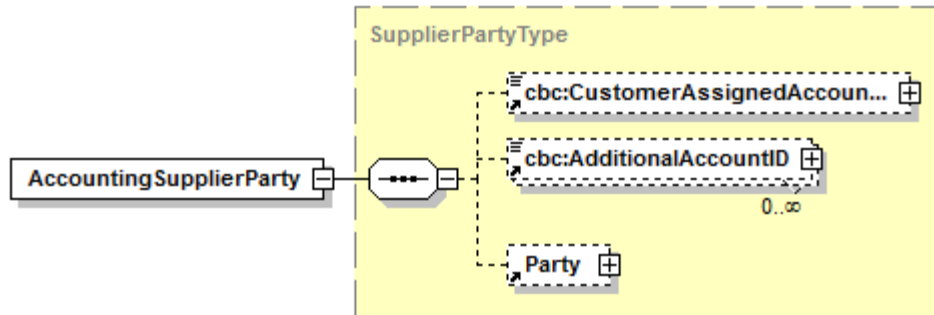 SupplierPartyType
cbc:CustomerAssignedAccoun...
cbc:AdditionalAccountID
AccountingSupplierParty
0..∞
Party